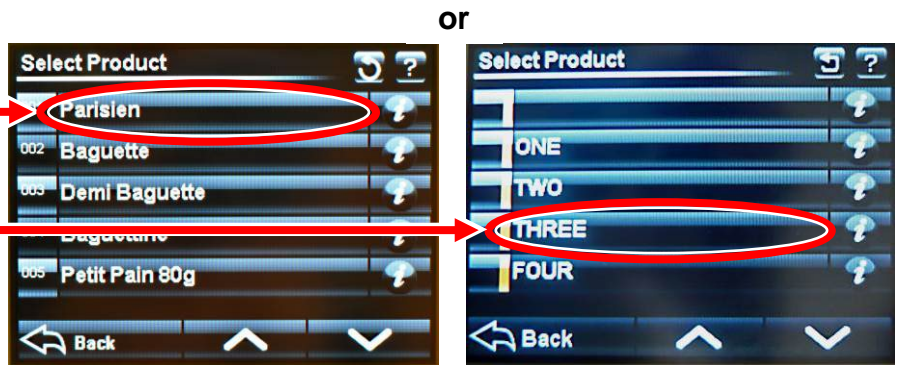 or
Select Product
?
Parisien
002 Baguette
003 Demi Baguette
Baguettine
005 Petit Pain 80g
Back
Select Product
?
ONE
TWO
THREE
FOUR
Back